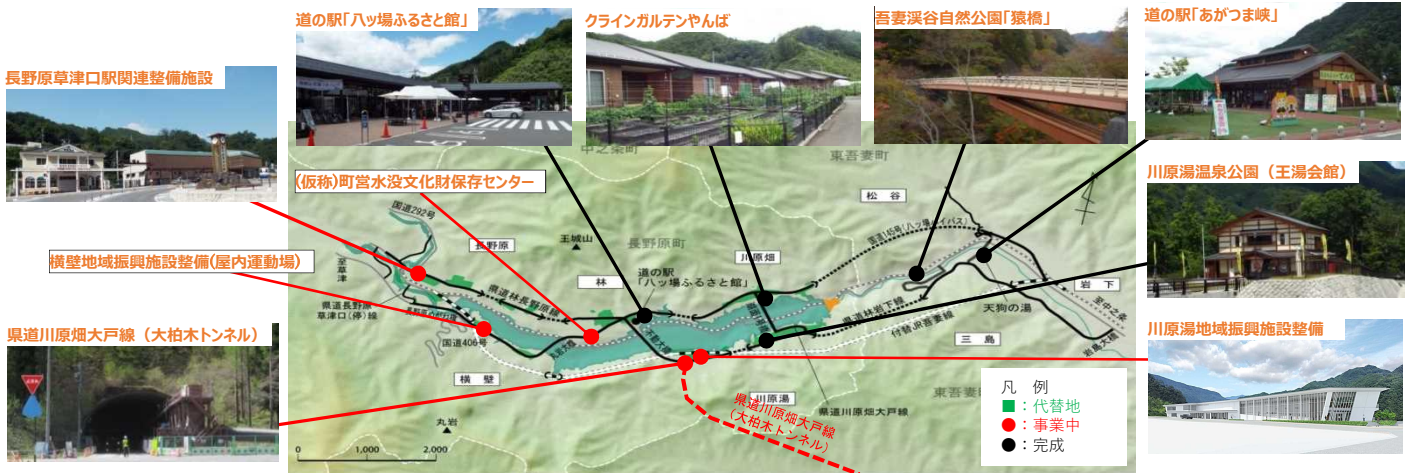 道の駅「八ッ場ふるさと館」
クラインガルテンやんば
吾妻渓谷自然公園「猿橋」
道の駅「あがつま峡」
長野原草津口駅関連整備施設
(仮称)町営水没文化財保存センター
川原湯温泉公園（王湯会館）
横壁地域振興施設整備(屋内運動場)
県道川原畑大戸線（大柏木トンネル）
川原湯地域振興施設整備
中之条町
東吾妻町
松谷
国道292号
国道145号(八ッ場バイパス)
長野原
王城山
長野原町
川原畑
至草津
林
道の駅
「八ッ場ふるさと館」
岩下
県道林長野原線
県道長野原
草津口(停)線
天狗の湯
至中之条
県道林岩下線
付替JR吾妻線
国道406号
三島
岩島大橋
横壁
川原湯
県道川原畑大戸線
丸岩
県道川原畑大戸線
(大柏木トンネル)
0 1,000 2,000
凡 例
■：代替地
●：事業中
●：完成